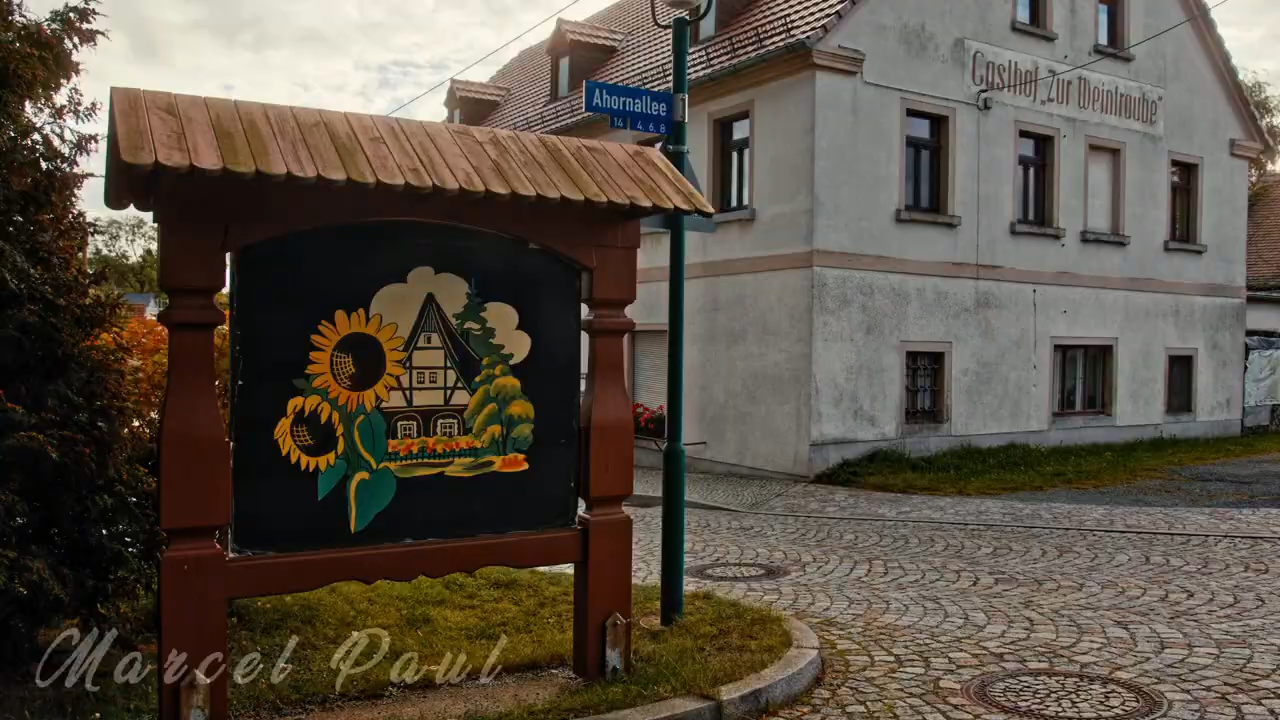 Ahornallee
14 4, 6, 8
Gasthof „Zur Weintraube"
Marcel Paul